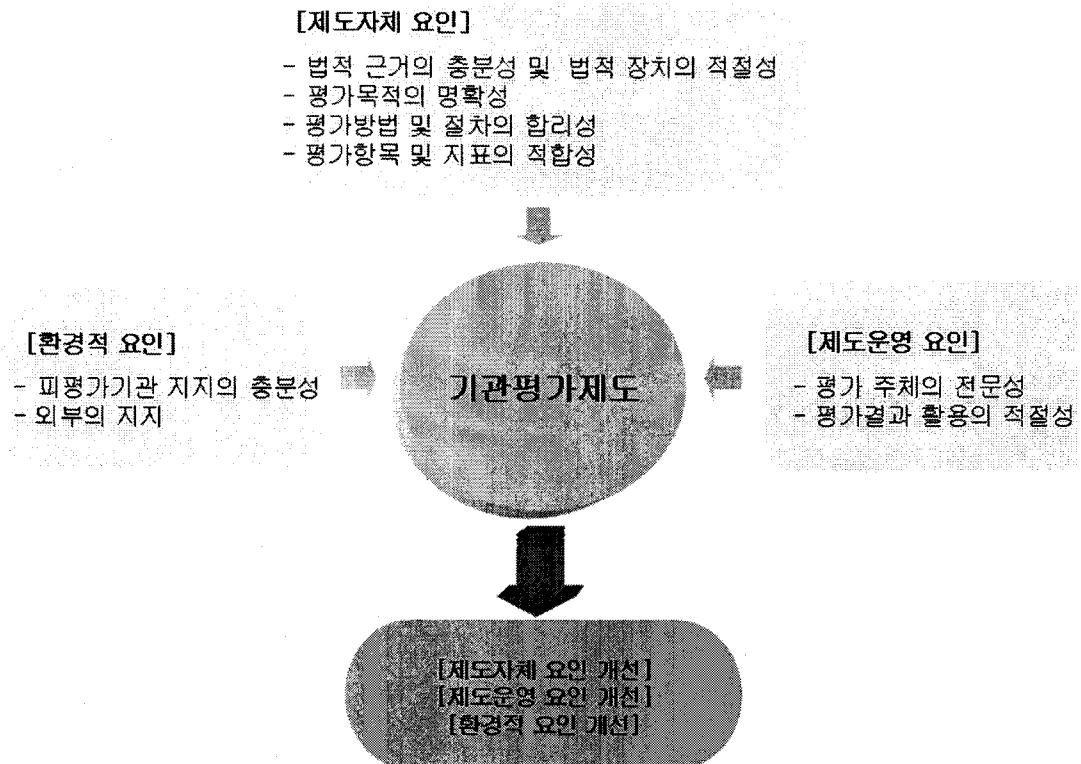 [제도자체 요인]
- 법적 근거의 충분성 및 법적 장치의 적절성
- 평가목적의 명확성
- 평가방법 및 절차의 합리성
- 평가항목 및 지표의 적합성
[환경적 요인]
- 피평가기관 지지의 충분성
- 외부의 지지
기관평가제도
[제도운영 요인]
- 평가 주체의 전문성
- 평가결과 활용의 적절성
[제도자체 요인 개선]
[제도운영 요인 개선]
[환경적 요인 개선]